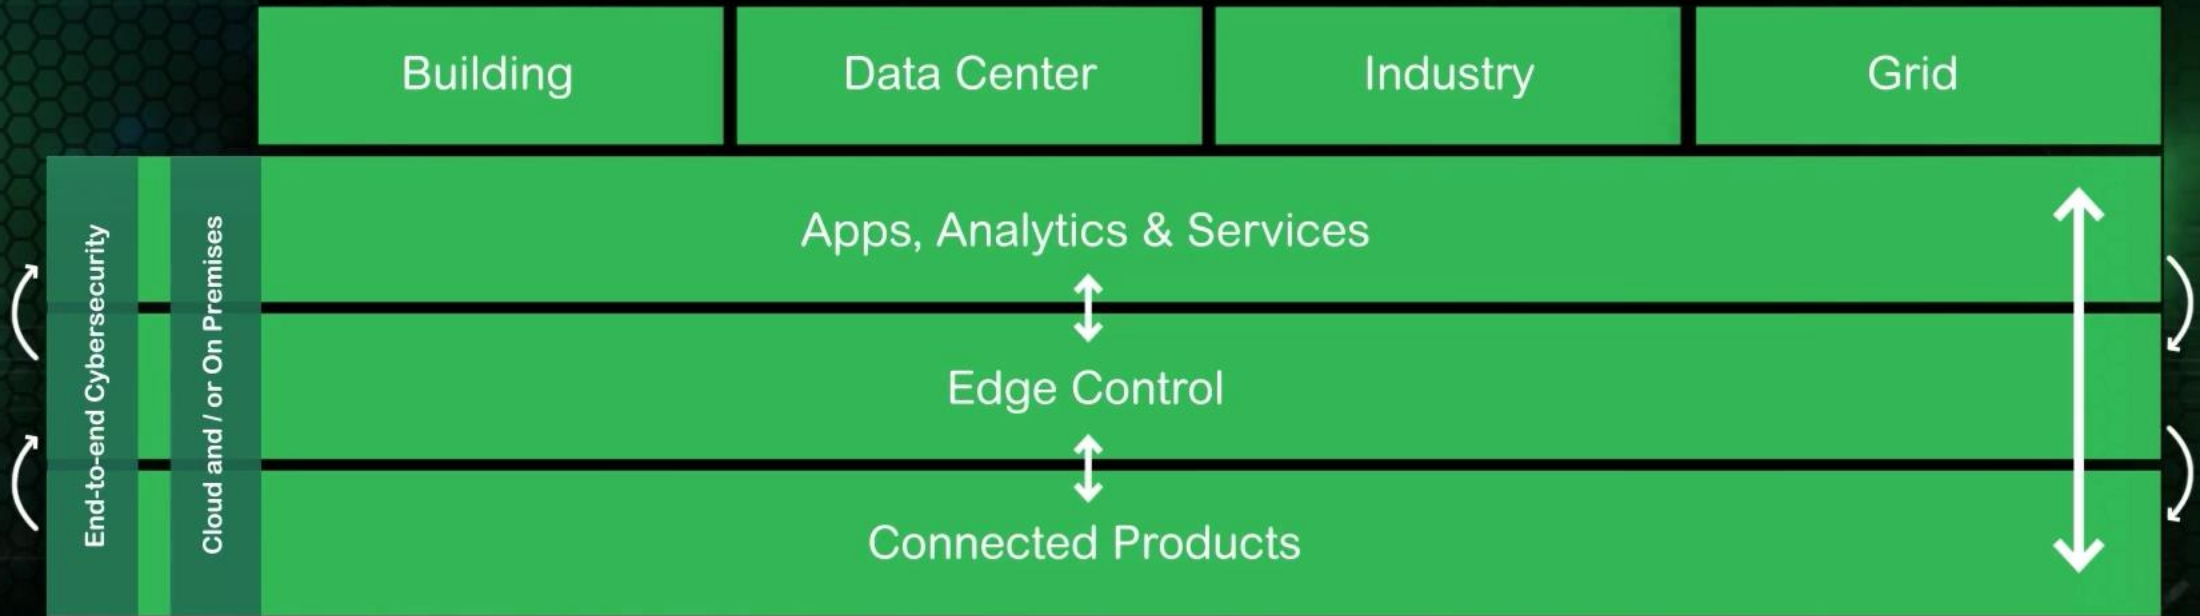 Building
Data Center
Industry
Grid
End-to-end Cybersecurity
Cloud and / or On Premises
Apps, Analytics & Services
Edge Control
Connected Products